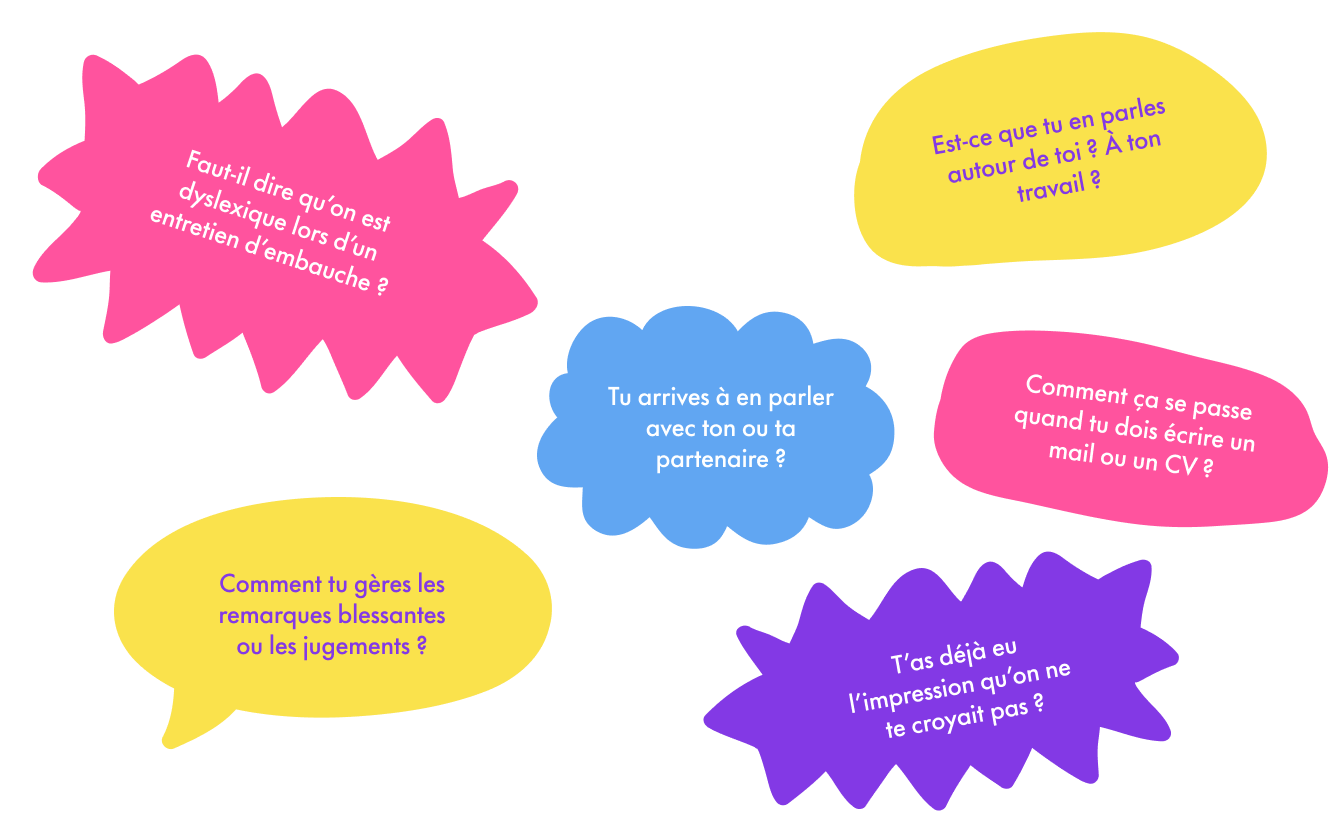 Faut-il dire qu’on est
dyslexique lors d’un
entretien d’embauche ?
Est-ce que tu en parles
autour de toi ? À ton
travail ?
Tu arrives à en parler
avec ton ou ta
partenaire ?
Comment ça se passe
quand tu dois écrire un
mail ou un CV ?
Comment tu gères les
remarques blessantes
ou les jugements ?
T’as déjà eu
l’impression qu’on ne
te croyait pas ?